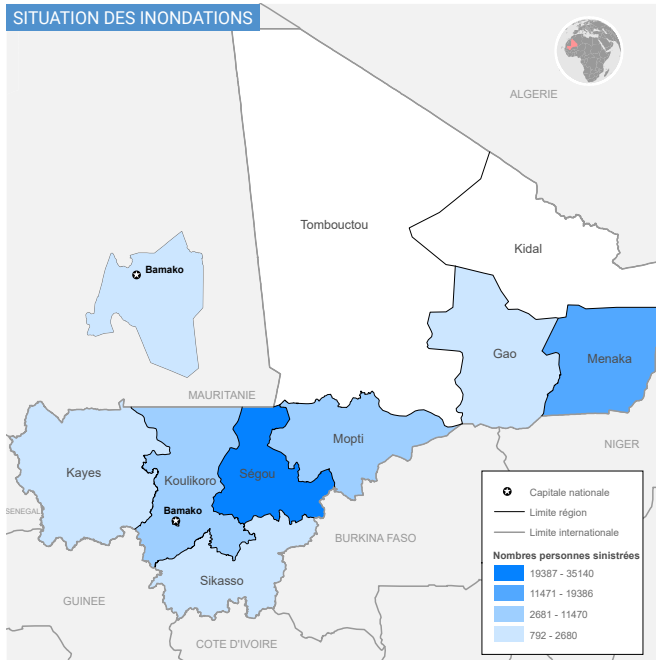 SITUATION DES INONDATIONS
ALGERIE
Tombouctou
Kidal
Bamako
Gao
Menaka
MAURITANIE
Mopti
NIGER
Kayes
Koulikoro
Ségou
SENEGAL
Bamako
BURKINA FASO
Sikasso
GUINEE
COTE D'IVOIRE
Capitale nationale
Limite région
Limite internationale
Nombres personnes sinistrées
19387 - 35140
11471 - 19386
2681 - 11470
792 - 2680